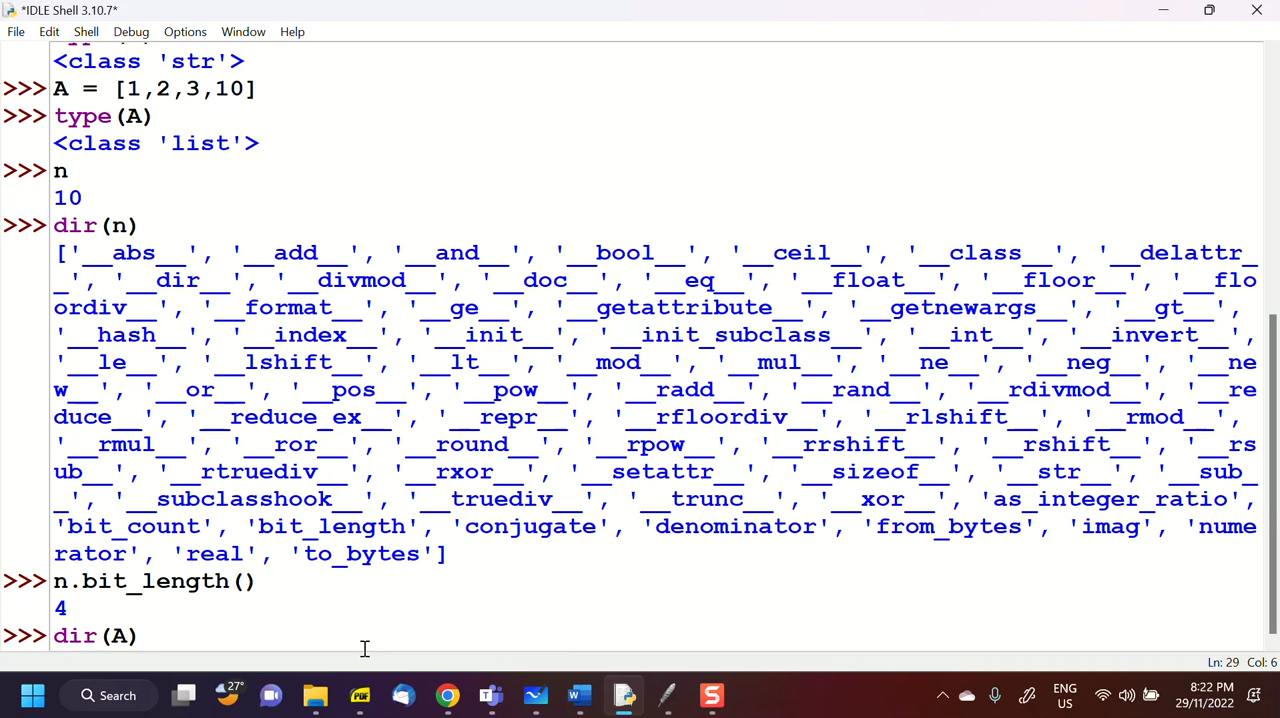 *IDLE Shell 3.10.7*
File Edit Shell Debug Options Window Help
<class 'str'>
>>> A = [1,2,3,10]
>>> type(A)
<class 'list'>
>>> n
10
>>> dir(n)
['__abs__', '__add__', '__and__', '__bool__', '__ceil__', '__class__', '__delattr_
_', '__dir__', '__divmod__', '__doc__', '__eq__', '__float__', '__floor__', '__flo
ordiv__', '__format__', '__ge__', '__getattribute__', '__getnewargs__', '__gt__',
'__hash__', '__index__', '__init__', '__init_subclass__', '__int__', '__invert__',
'__le__', '__lshift__', '__lt__', '__mod__', '__mul__', '__ne__', '__neg__', '__ne
w__', '__or__', '__pos__', '__pow__', '__radd__', '__rand__', '__rdivmod__', '__re
duce__', '__reduce_ex__', '__repr__', '__rfloordiv__', '__rlshift__', '__rmod__',
'__rmul__', '__ror__', '__round__', '__rpow__', '__rrshift__', '__rshift__', '__rs
ub__', '__rtruediv__', '__rxor__', '__setattr__', '__sizeof__', '__str__', '__sub_
_', '__subclasshook__', '__truediv__', '__trunc__', '__xor__', 'as_integer_ratio',
'bit_count', 'bit_length', 'conjugate', 'denominator', 'from_bytes', 'imag', 'nume
rator', 'real', 'to_bytes']
>>> n.bit_length()
4
>>> dir(A)
Ln: 29 Col: 6
Search 27° PDF W S ENG 8:22 PM
US 29/11/2022